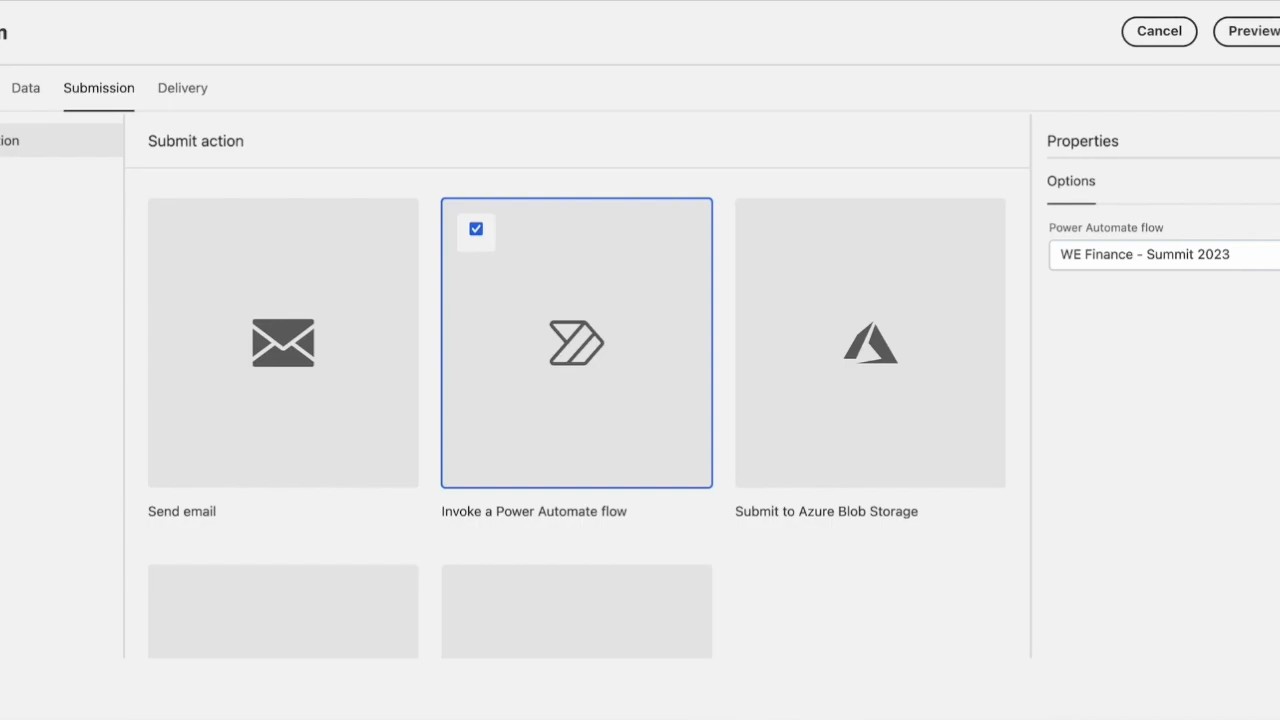 Cancel
Preview
Data
Submission
Delivery
Submit action
Properties
Options
Power Automate flow
WE Finance - Summit 2023
Send email
Invoke a Power Automate flow
Submit to Azure Blob Storage